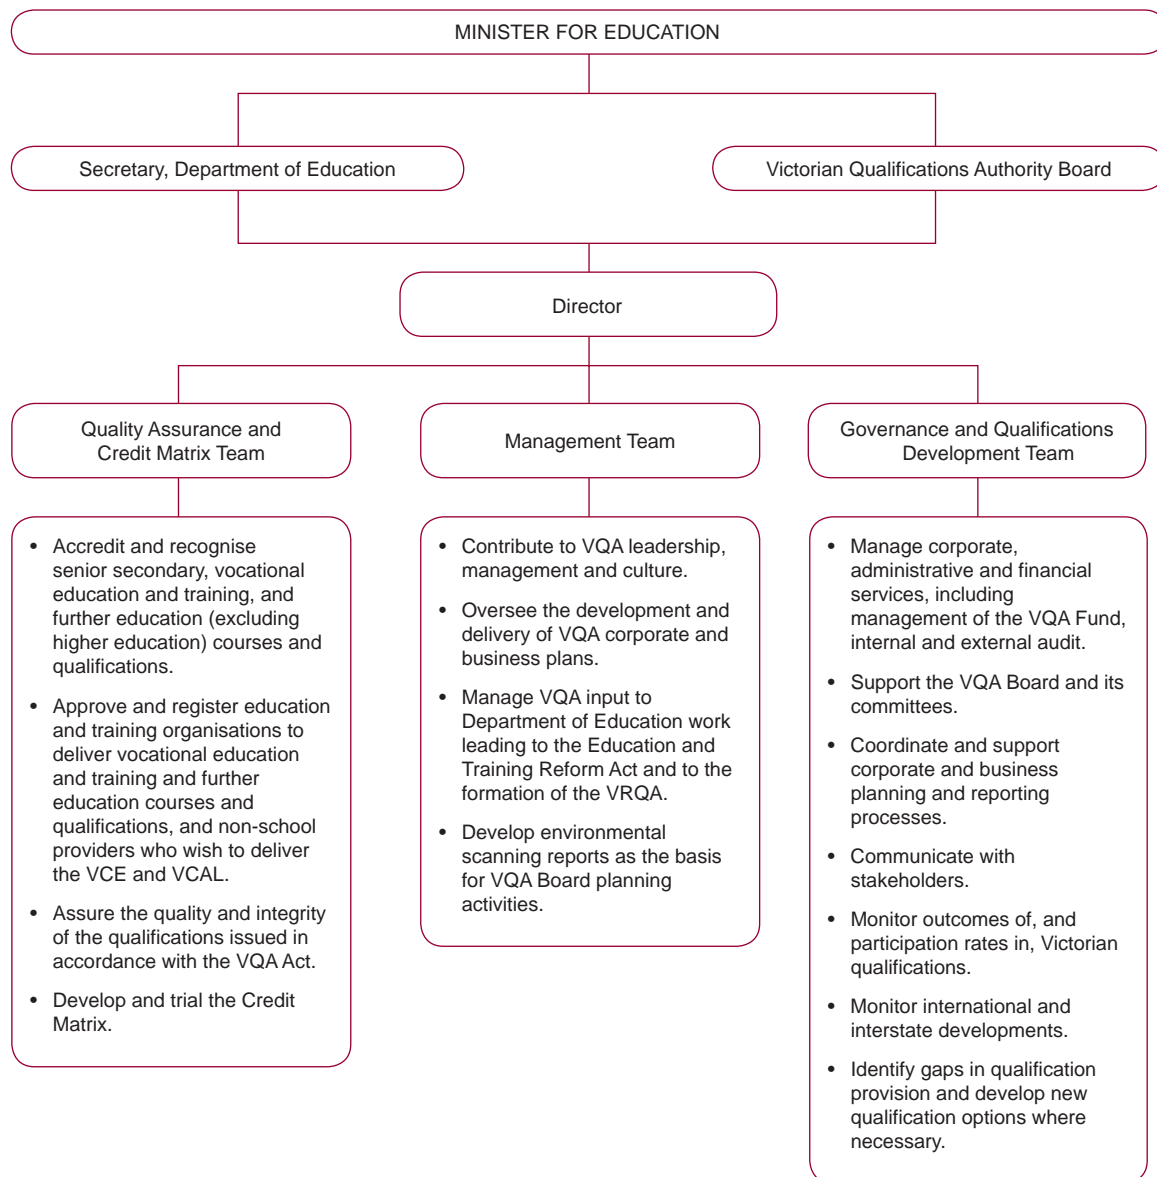 MINISTER FOR EDUCATION
Secretary, Department of Education
Victorian Qualifications Authority Board
Director
Quality Assurance and
Credit Matrix Team
Management Team
Governance and Qualifications
Development Team
• Accredit and recognise
senior secondary, vocational
education and training, and
further education (excluding
higher education) courses and
qualifications.
• Approve and register education
and training organisations to
deliver vocational education
and training and further
education courses and
qualifications, and non-school
providers who wish to deliver
the VCE and VCAL.
• Assure the quality and integrity
of the qualifications issued in
accordance with the VQA Act.
• Develop and trial the Credit
Matrix.
• Contribute to VQA leadership,
management and culture.
• Oversee the development and
delivery of VQA corporate and
business plans.
• Manage VQA input to
Department of Education work
leading to the Education and
Training Reform Act and to the
formation of the VRQA.
• Develop environmental
scanning reports as the basis
for VQA Board planning
activities.
• Manage corporate,
administrative and financial
services, including
management of the VQA Fund,
internal and external audit.
• Support the VQA Board and its
committees.
• Coordinate and support
corporate and business
planning and reporting
processes.
• Communicate with
stakeholders.
• Monitor outcomes of, and
participation rates in, Victorian
qualifications.
• Monitor international and
interstate developments.
• Identify gaps in qualification
provision and develop new
qualification options where
necessary.